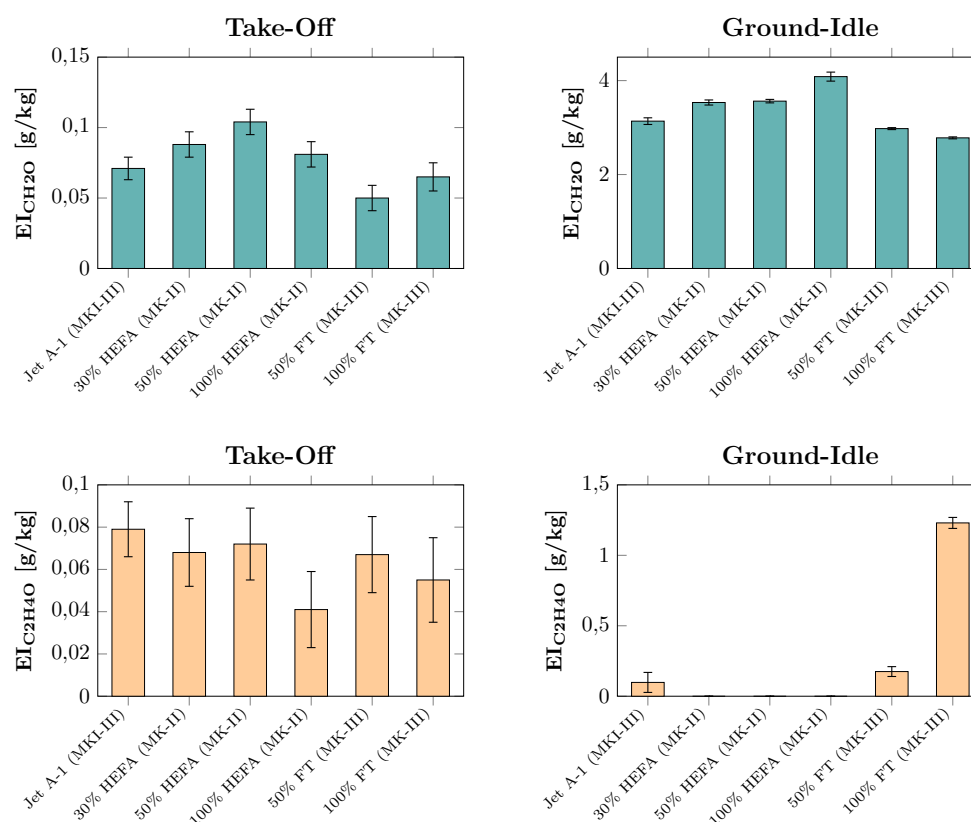 Take-Off
EI_CH2O [g/kg]
0,15
0.1
0.05
0
Jet A-1 (MKI-III)
30% HEFA (MK-II)
50% HEFA (MK-II)
100% HEFA (MK-II)
50% FT (MK-III)
100% FT (MK-III)
Ground-Idle
EI_CH2O [g/kg]
4
2
0
Jet A-1 (MKI-III)
30% HEFA (MK-II)
50% HEFA (MK-II)
100% HEFA (MK-II)
50% FT (MK-III)
100% FT (MK-III)
Take-Off
EI_C2H4O [g/kg]
0,1
0,08
0,06
0,04
0,02
0
Jet A-1 (MKI-III)
30% HEFA (MK-II)
50% HEFA (MK-II)
100% HEFA (MK-II)
50% FT (MK-III)
100% FT (MK-III)
Ground-Idle
EI_C2H4O [g/kg]
1,5
1
0,5
0
Jet A-1 (MKI-III)
30% HEFA (MK-II)
50% HEFA (MK-II)
100% HEFA (MK-II)
50% FT (MK-III)
100% FT (MK-III)